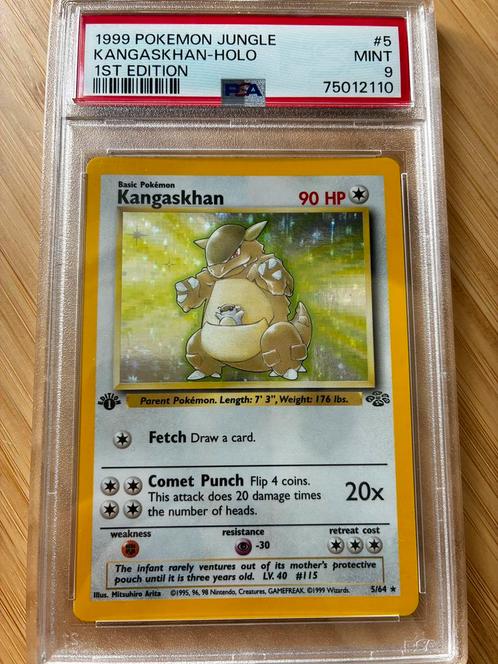 1999 POKEMON JUNGLE #5
KANGASKHAN-HOLO MINT
1ST EDITION 9
PSA 75012110
Basic Pokémon
Kangaskhan 90 HP
EDITION 1
Parent Pokémon. Length: 7' 3", Weight: 176 lbs.
Fetch Draw a card.
Comet Punch Flip 4 coins.
This attack does 20 damage times 20x
the number of heads.
weakness resistance retreat cost
-30
The infant rarely ventures out of its mother's protective
pouch until it is three years old. LV. 40 #115
Illus. Mitsuhiro Arita ©1995, 96, 98 Nintendo, Creatures, GAMEFREAK. ©1999 Wizards. 5/64 ★